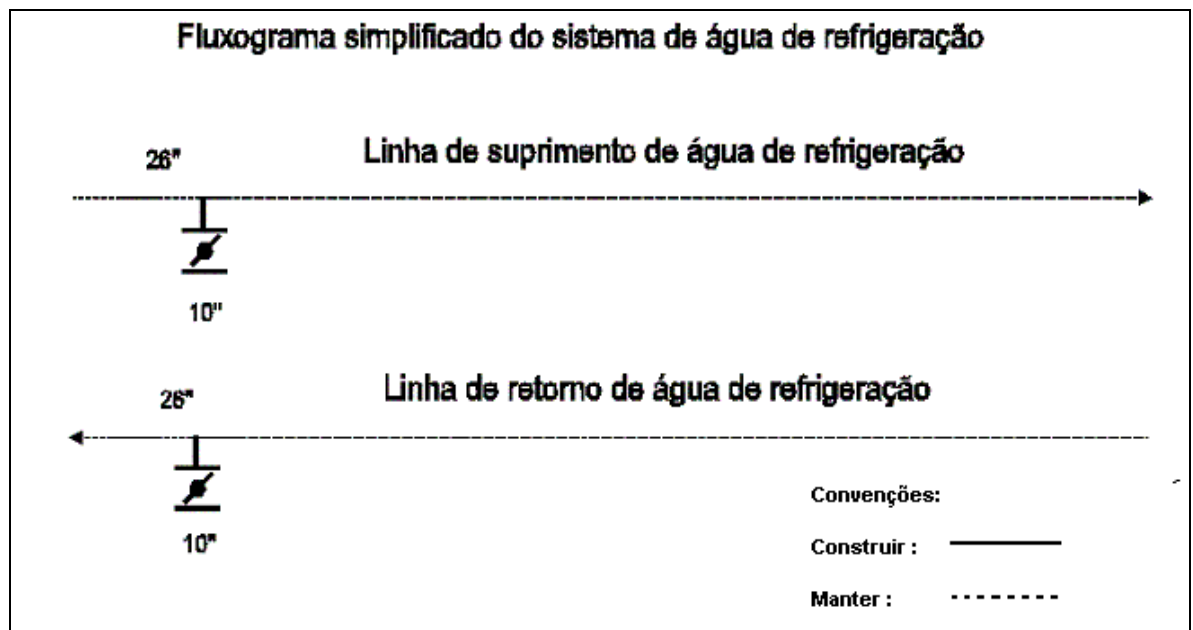 Fluxograma simplificado do sistema de água de refrigeração
26"
Linha de suprimento de água de refrigeração
10"
26"
Linha de retorno de água de refrigeração
10"
Convenções:
Construir :
Manter :